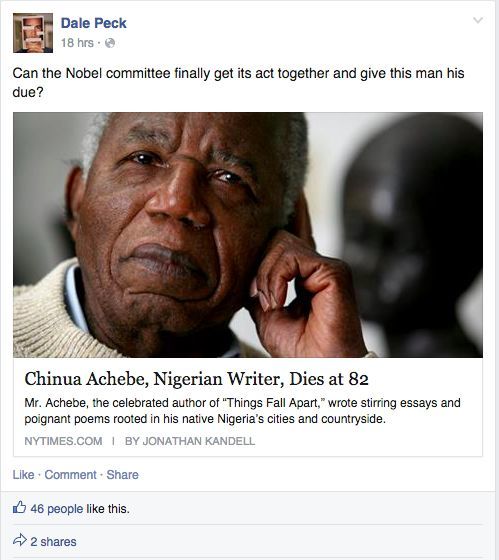 Dale Peck
18 hrs ·
Can the Nobel committee finally get its act together and give this man his
due?
Chinua Achebe, Nigerian Writer, Dies at 82
Mr. Achebe, the celebrated author of “Things Fall Apart,” wrote stirring essays and
poignant poems rooted in his native Nigeria’s cities and countryside.
NYTIMES.COM | BY JONATHAN KANDELL
Like · Comment · Share
46 people like this.
2 shares